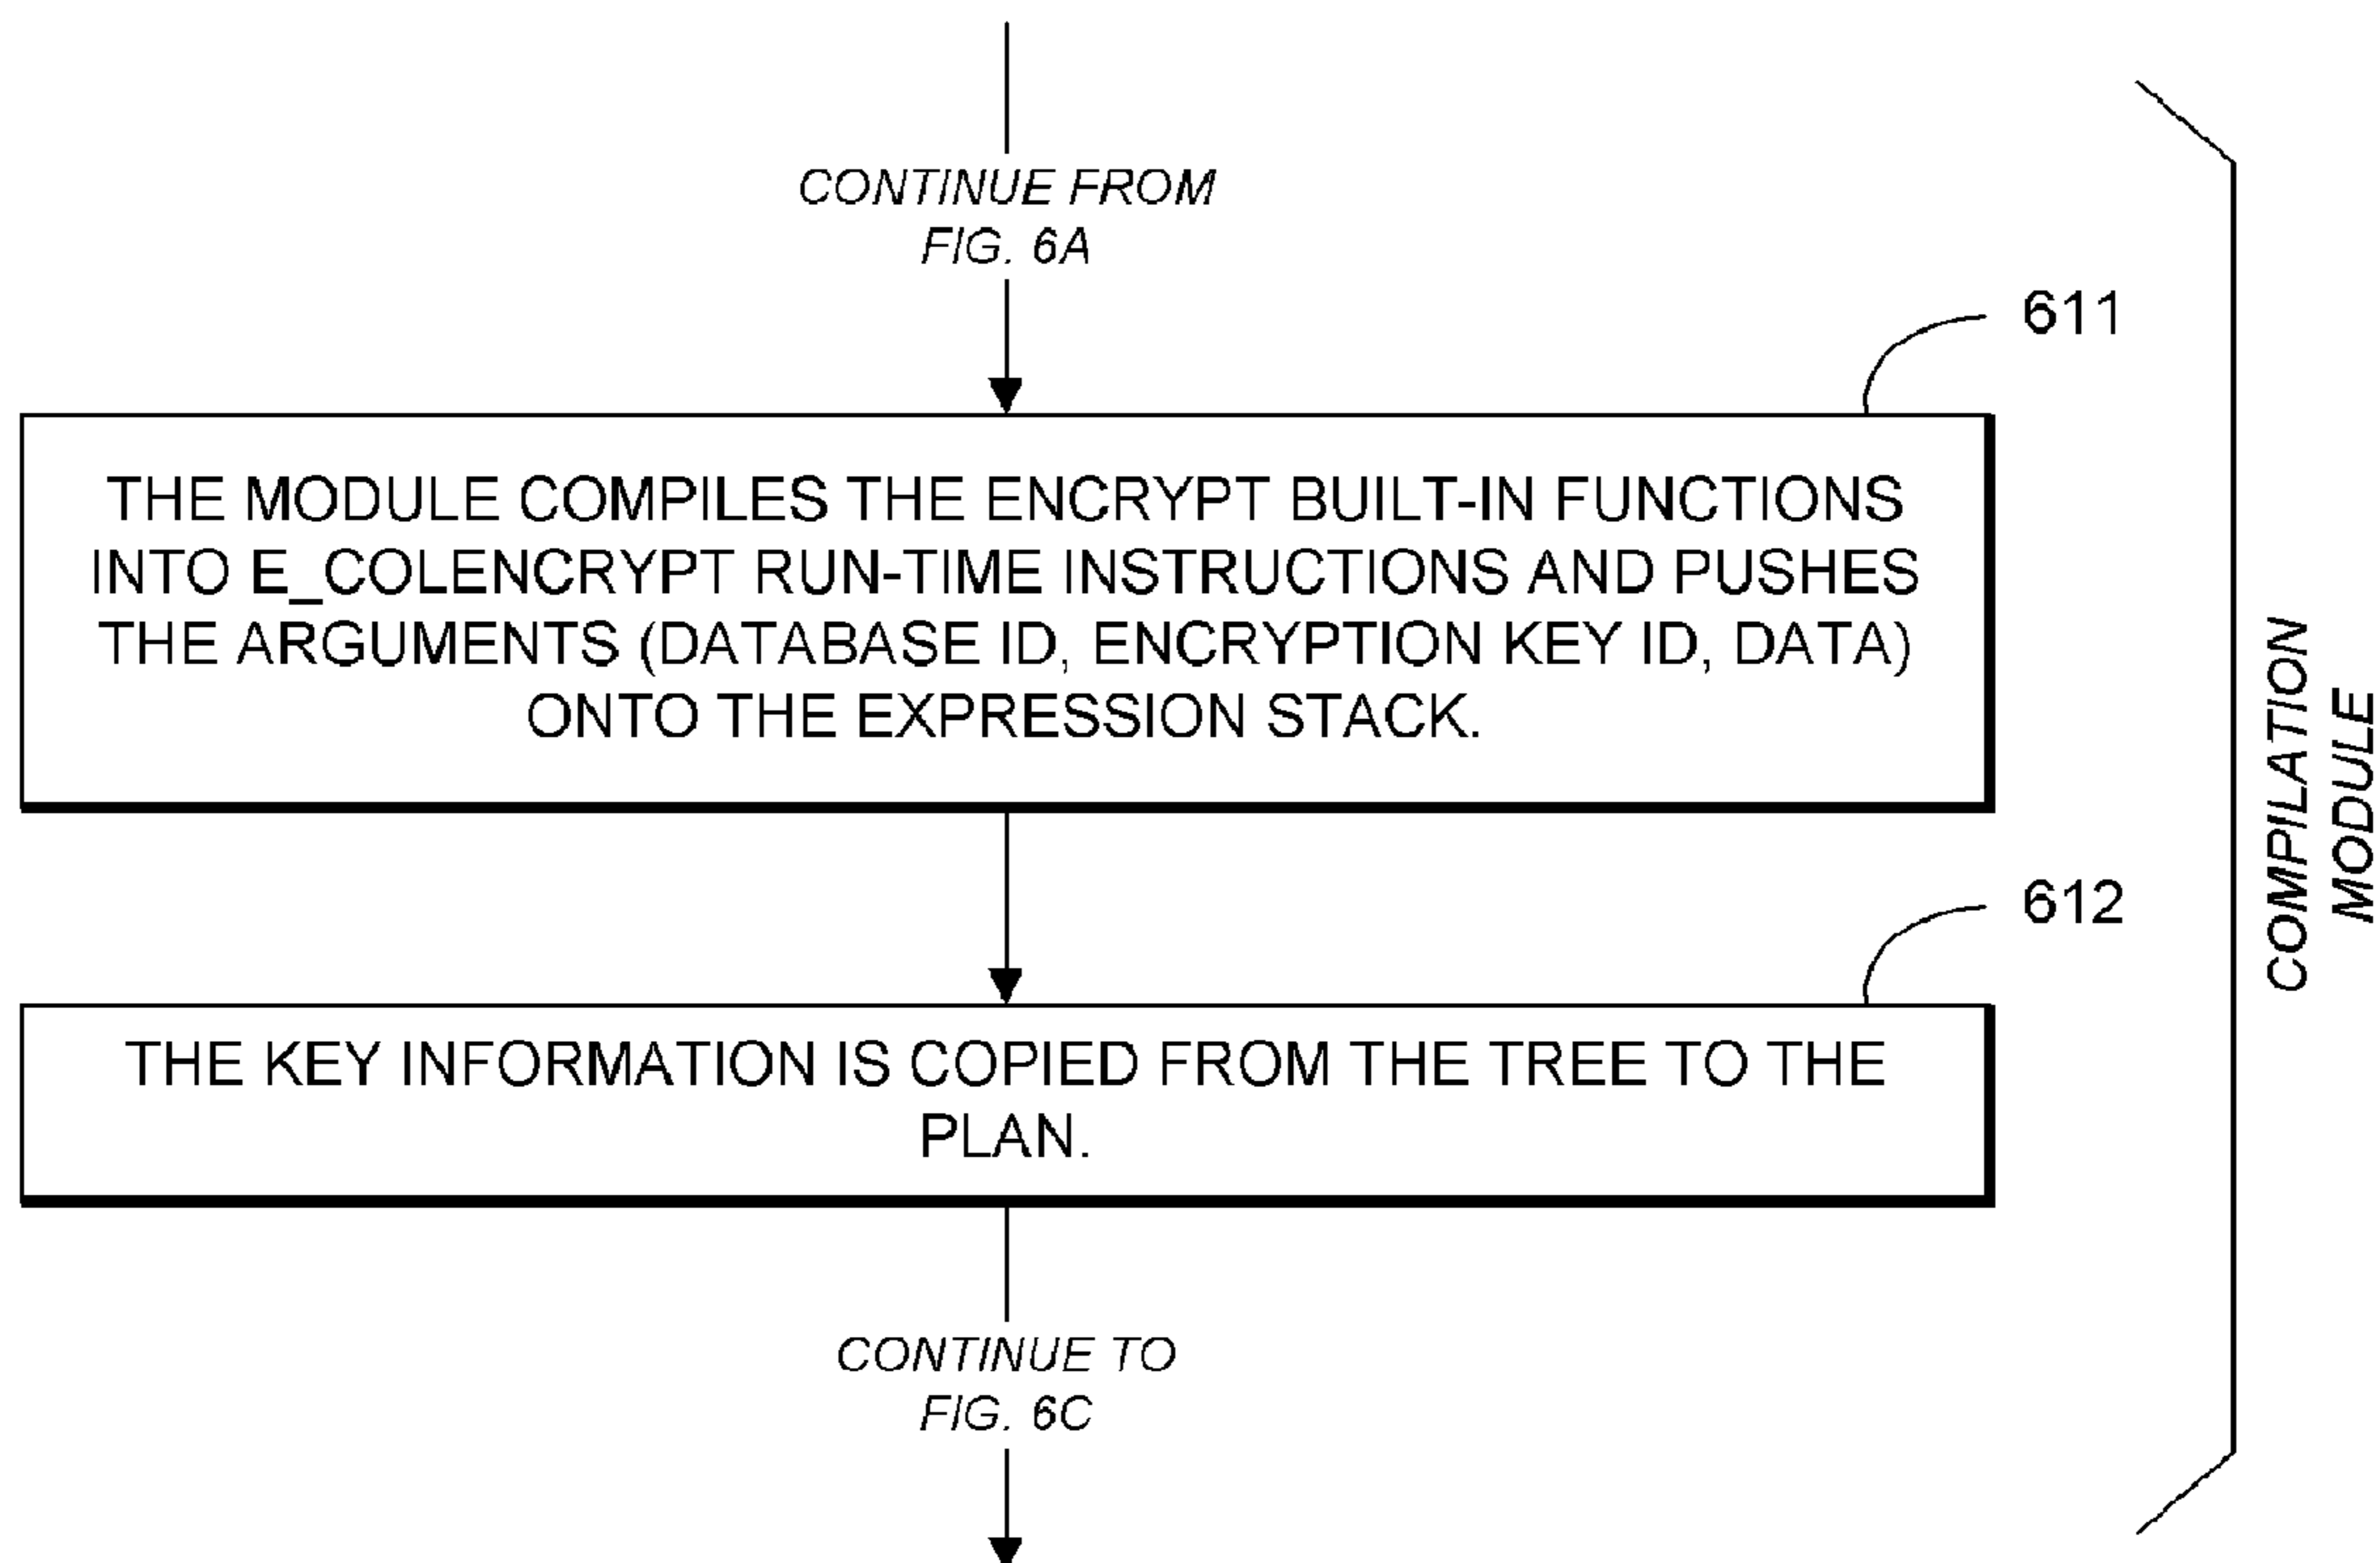 CONTINUE FROM
FIG. 6A
611
THE MODULE COMPILES THE ENCRYPT BUILT-IN FUNCTIONS
INTO E_COLENCRYPT RUN-TIME INSTRUCTIONS AND PUSHES
THE ARGUMENTS (DATABASE ID, ENCRYPTION KEY ID, DATA)
ONTO THE EXPRESSION STACK.
612
THE KEY INFORMATION IS COPIED FROM THE TREE TO THE
PLAN.
CONTINUE TO
FIG. 6C
COMPILATION
MODULE